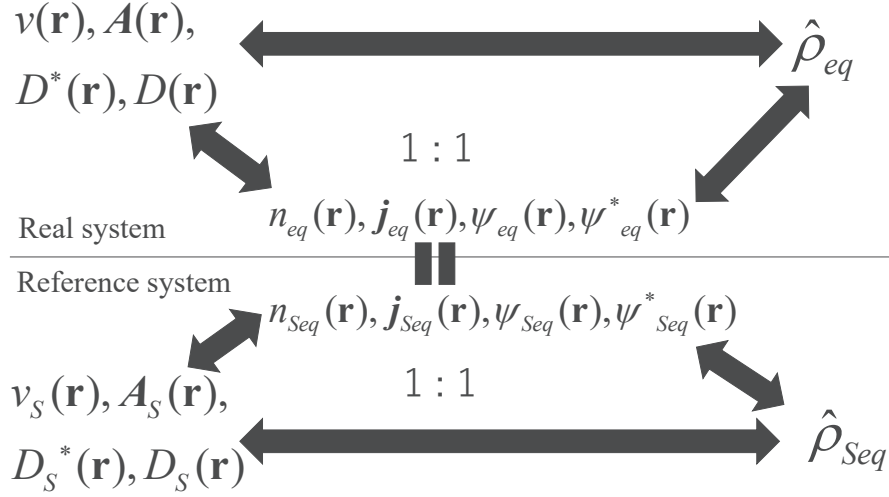 v(r), A(r),
D*(r), D(r)
ρ̂_eq
1 : 1
n_eq(r), j_eq(r), ψ_eq(r), ψ*_eq(r)
Real system
Reference system
n_Seq(r), j_Seq(r), ψ_Seq(r), ψ*_Seq(r)
1 : 1
v_S(r), A_S(r),
D_S*(r), D_S(r)
ρ̂_Seq